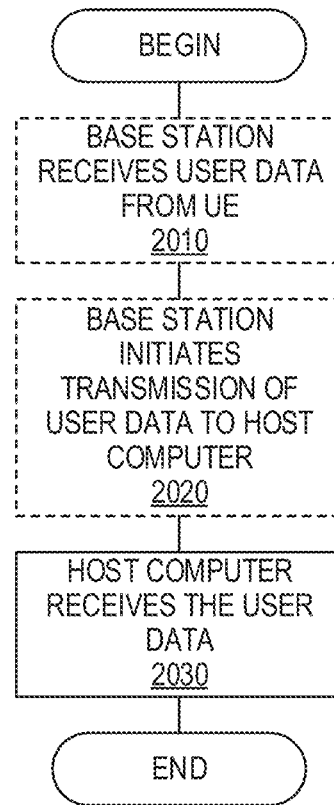 BEGIN
BASE STATION
RECEIVES USER DATA
FROM UE
2010
BASE STATION
INITIATES
TRANSMISSION OF
USER DATA TO HOST
COMPUTER
2020
HOST COMPUTER
RECEIVES THE USER
DATA
2030
END